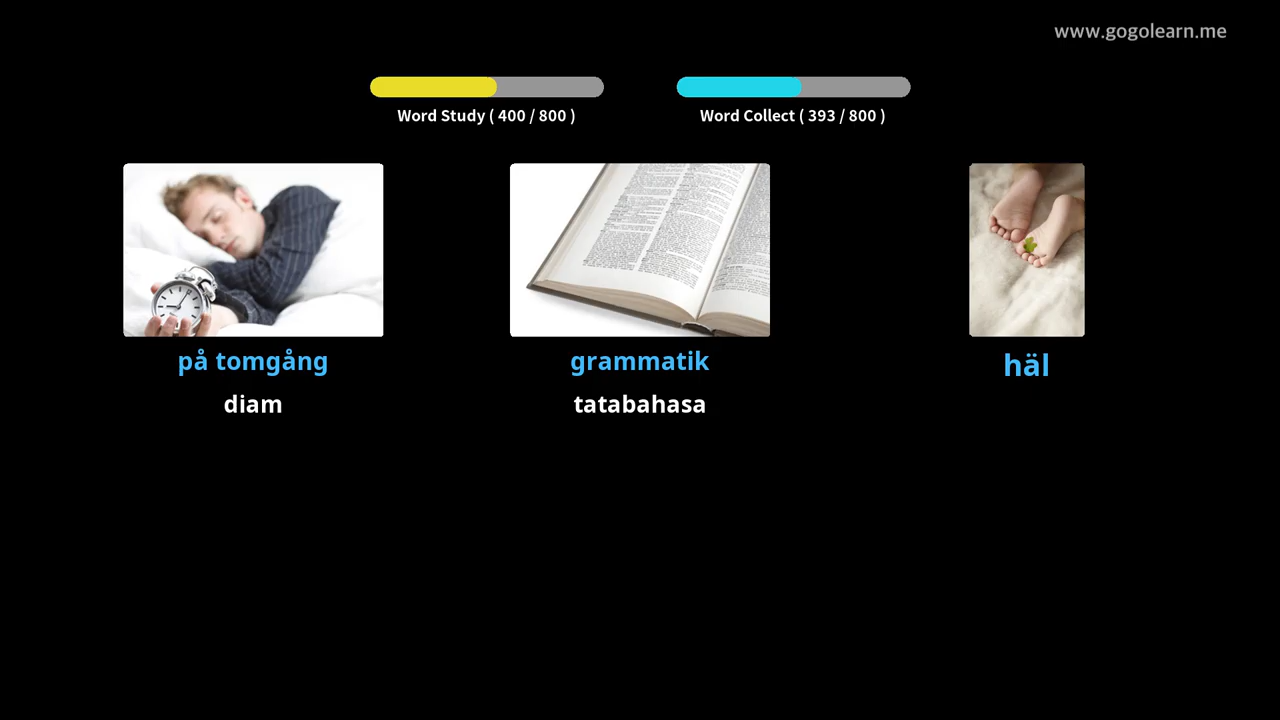 www.gogolearn.me
Word Study ( 400 / 800 )
Word Collect ( 393 / 800 )
på tomgång
diam
grammatik
tatabahasa
häl